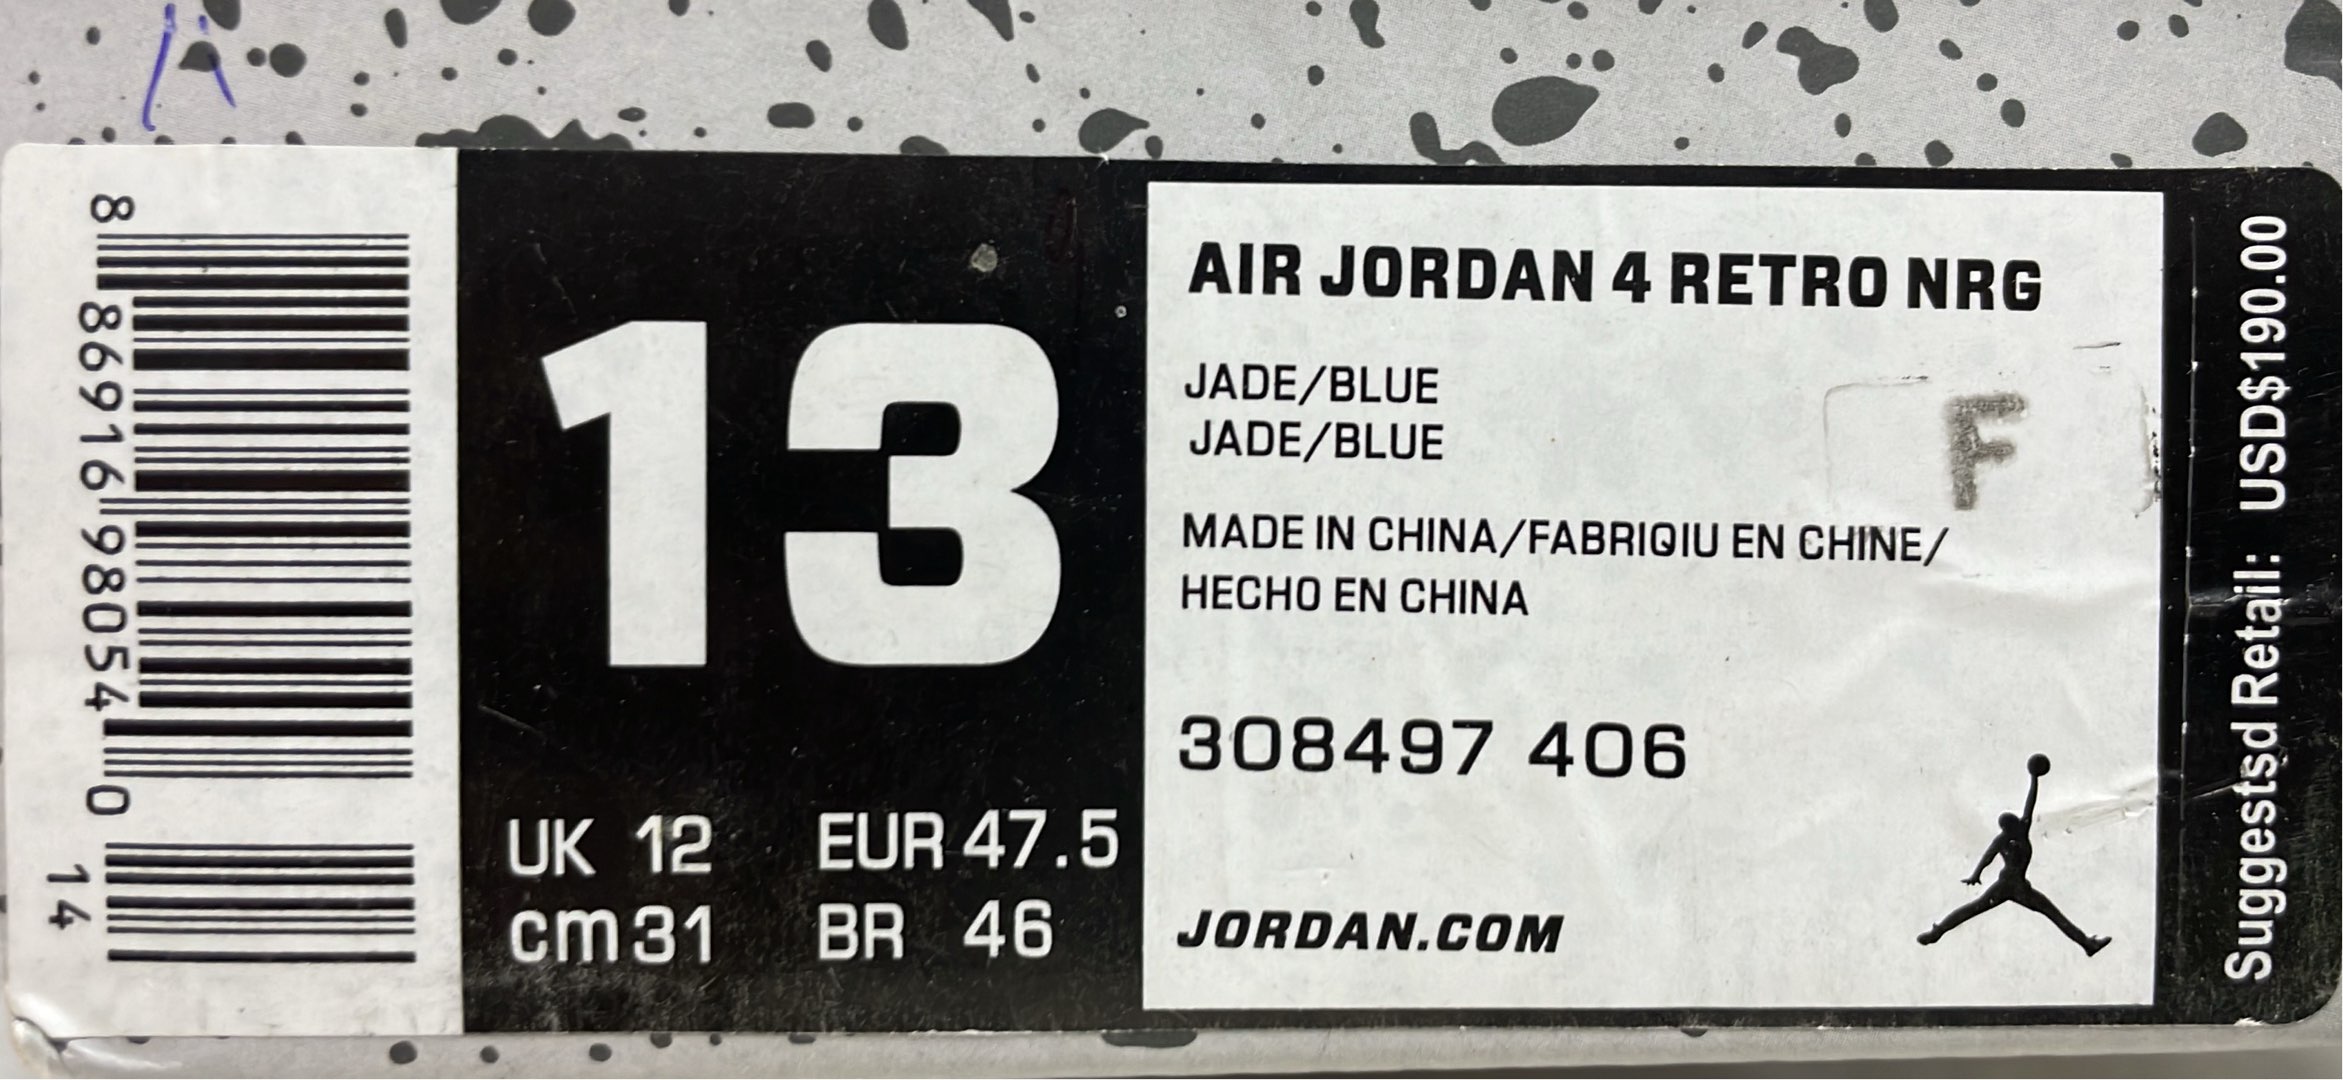 8 86916 98054 0
14
13
UK 12 EUR 47.5
cm 31 BR 46
AIR JORDAN 4 RETRO NRG
JADE/BLUE
JADE/BLUE
F
MADE IN CHINA/FABRIQIU EN CHINE/
HECHO EN CHINA
308497 406
JORDAN.COM
Suggestsd Retail: USD$190.00